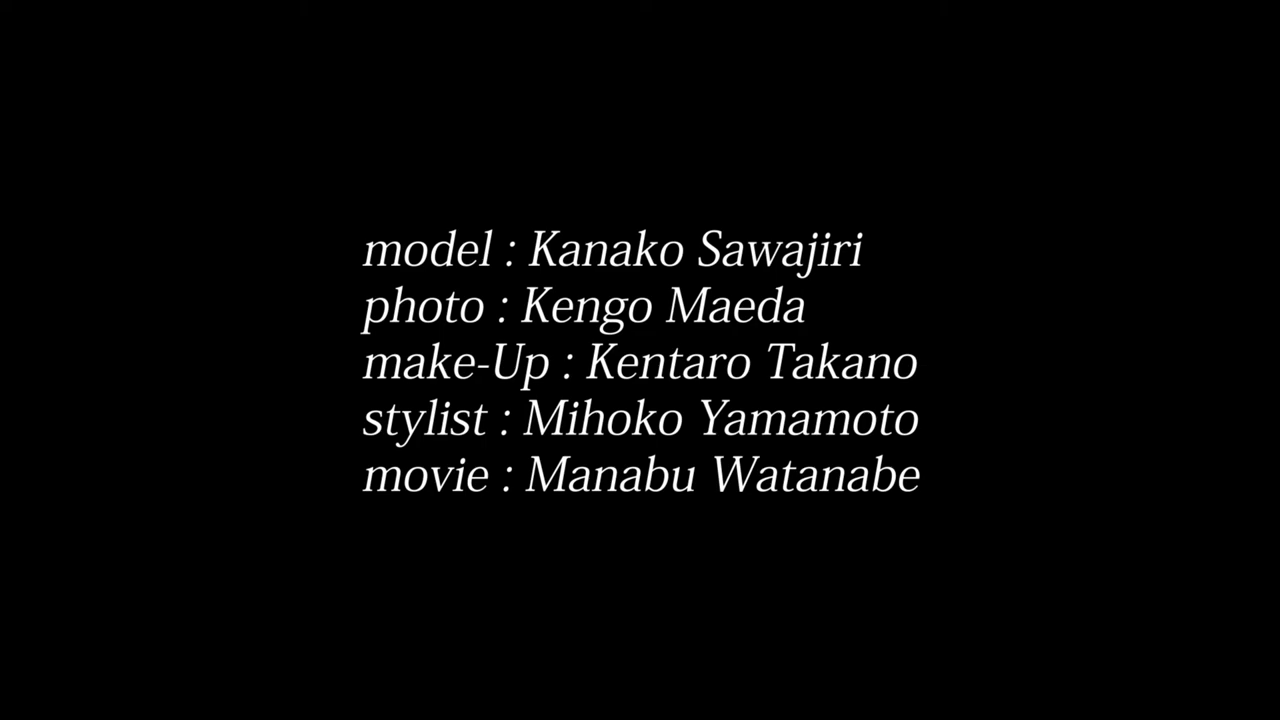 model : Kanako Sawajiri
photo : Kengo Maeda
make-Up : Kentaro Takano
stylist : Mihoko Yamamoto
movie : Manabu Watanabe